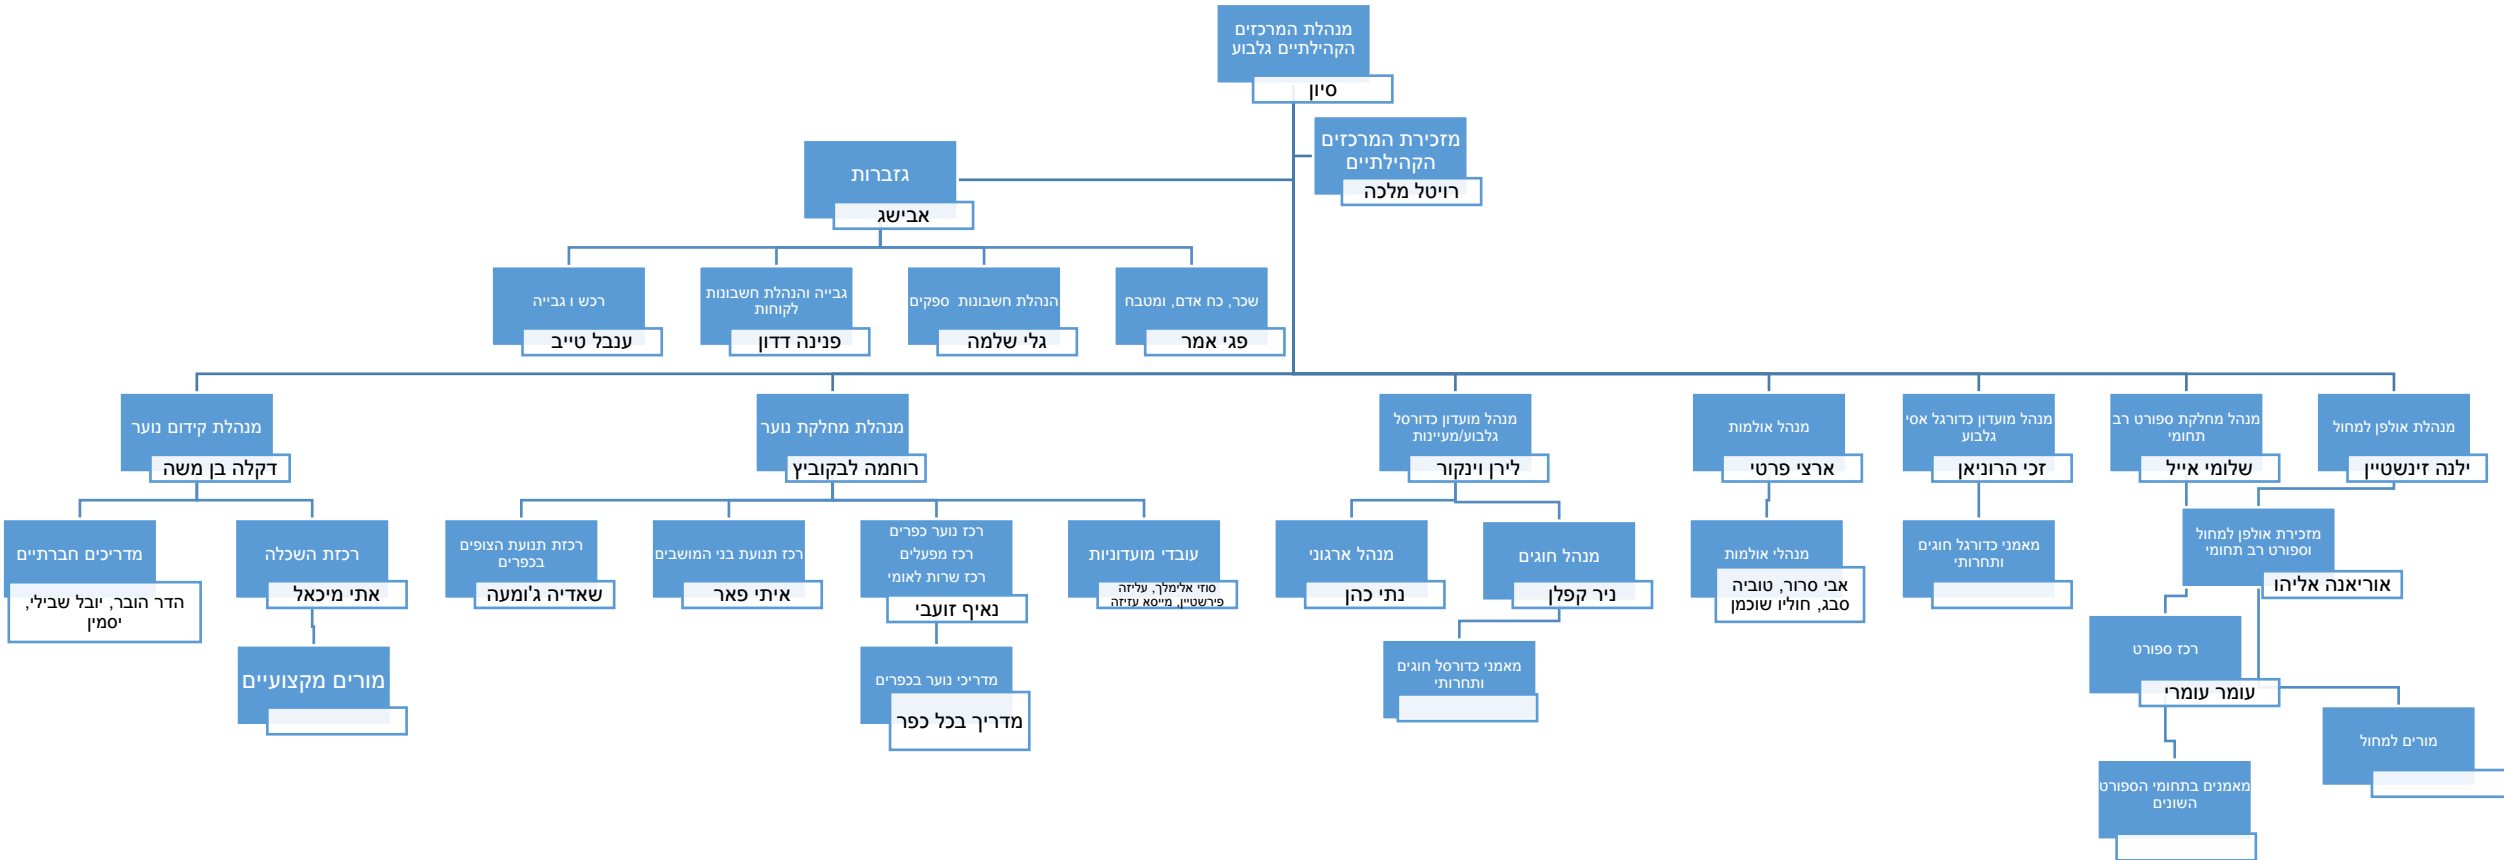 מנהלת המרכזים
הקהילתיים גלבוע
סיון
מזכירת המרכזים
הקהילתיים
רויטל מלכה
גזברות
אבישג
שכר, כח אדם, ומטבח
פגי אמר
הנהלת חשבונות  ספקים
גלי שלמה
גבייה והנהלת חשבונות
לקוחות
פנינה דדון
רכש ו גבייה
ענבל טייב
מנהלת אולפן למחול
ילנה זינשטיין
מנהל מחלקת ספורט רב
תחומי
שלומי אייל
מנהל מועדון כדורגל אסי
גלבוע
זכי הרוניאן
מנהל אולמות
ארצי פרטי
מנהל מועדון כדורסל
גלבוע/מעיינות
לירן וינקור
מנהלת מחלקת נוער
רוחמה לבקוביץ
מנהלת קידום נוער
דקלה בן משה
מזכירת אולפן למחול
וספורט רב תחומי
אוריאנה אליהו
מאמני כדורגל חוגים
ותחרותי
מנהלי אולמות
אבי סרור, טוביה
סבג, חוליו שוכמן
מנהל חוגים
ניר קפלן
מנהל ארגוני
נתי כהן
עובדי מועדוניות
סוזי אלימלך, עליזה
פירשטיין, מייסא עזיזה
רכז נוער כפרים
רכז מפעלים
רכז שרות לאומי
נאיף זועבי
רכז תנועת בני המושבים
איתי פאר
רכזת תנועת הצופים
בכפרים
שאדיה ג'ומעה
רכזת השכלה
אתי מיכאל
מדריכים חברתיים
הדר הובר, יובל שבילי,
יסמין
רכז ספורט
עומר עומרי
מאמני כדורסל חוגים
ותחרותי
מדריכי נוער בכפרים
מדריך בכל כפר
מורים מקצועיים
מורים למחול
מאמנים בתחומי הספורט
השונים